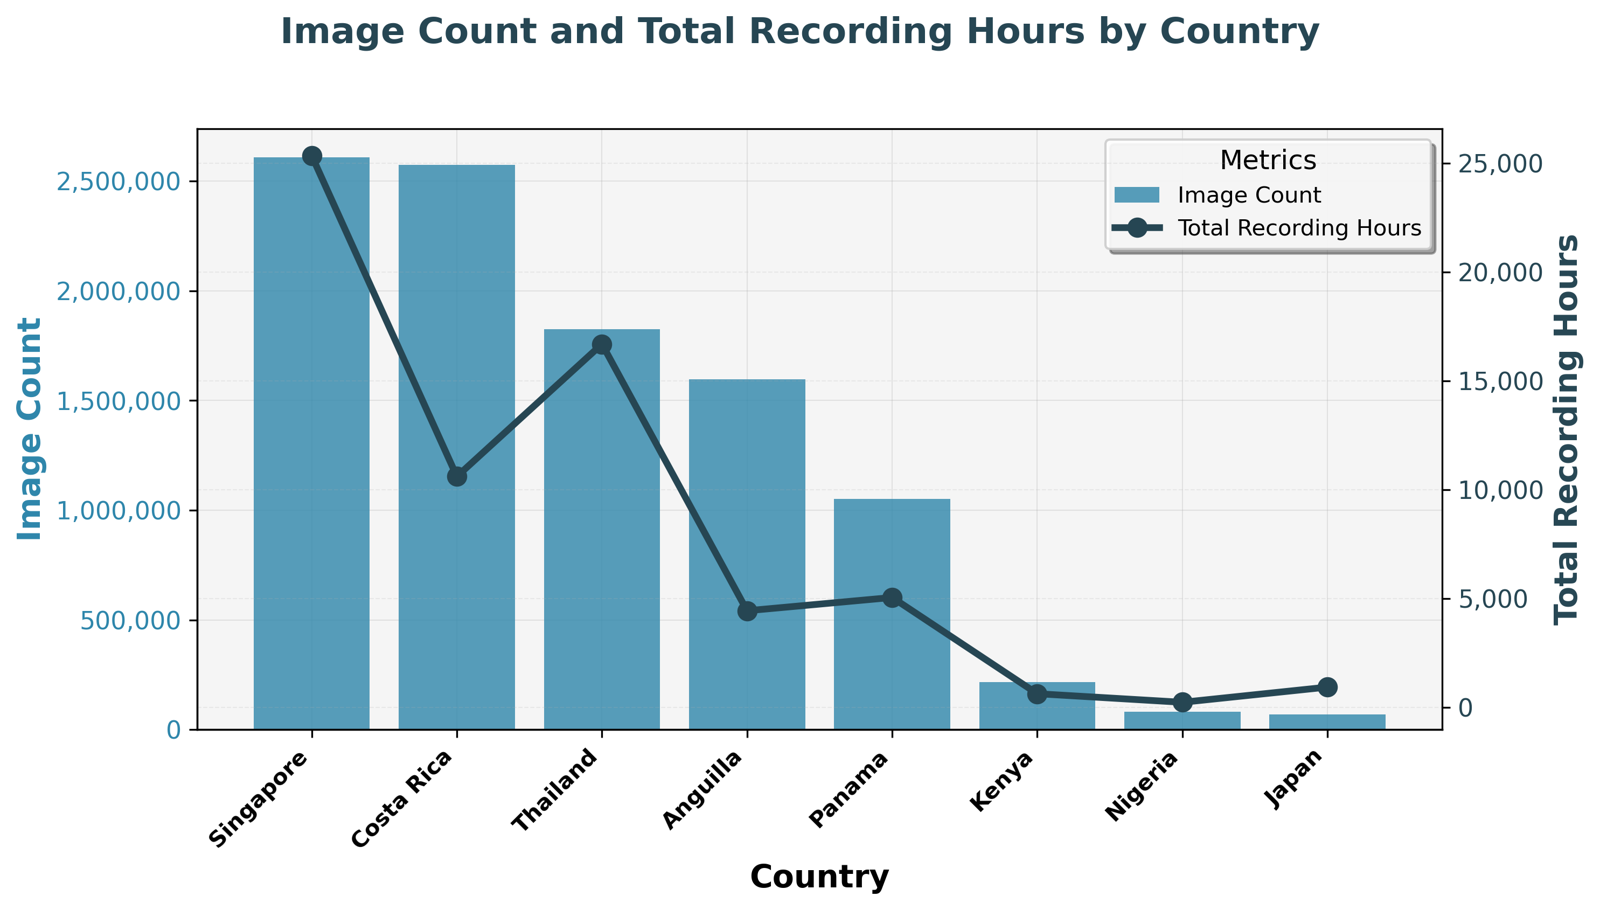 Image Count and Total Recording Hours by Country
Metrics
Image Count
Total Recording Hours
Image Count
2,500,000
2,000,000
1,500,000
1,000,000
500,000
0
25,000
20,000
15,000
10,000
5,000
0
Total Recording Hours
Singapore
Costa Rica
Thailand
Anguilla
Panama
Kenya
Nigeria
Japan
Country